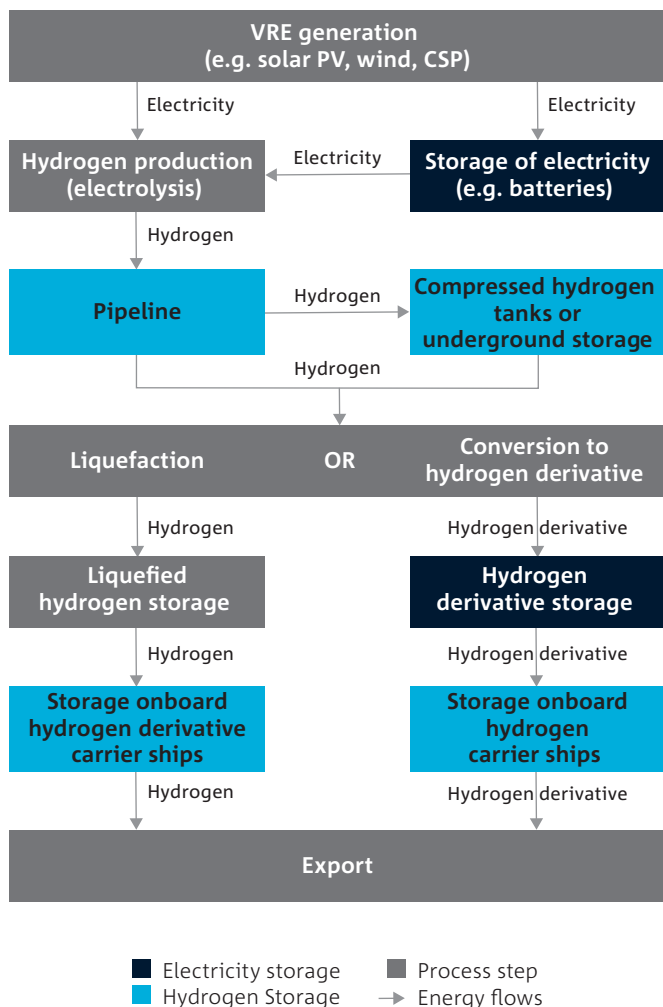 VRE generation
(e.g. solar PV, wind, CSP)
Electricity
Electricity
Hydrogen production
(electrolysis)
Electricity
Storage of electricity
(e.g. batteries)
Hydrogen
Pipeline
Hydrogen
Compressed hydrogen
tanks or
underground storage
Hydrogen
Liquefaction
OR
Conversion to
hydrogen derivative
Hydrogen
Hydrogen derivative
Liquefied
hydrogen storage
Hydrogen
derivative storage
Hydrogen
Hydrogen derivative
Storage onboard
hydrogen derivative
carrier ships
Storage onboard
hydrogen
carrier ships
Hydrogen
Hydrogen derivative
Export
Electricity storage
Process step
Hydrogen Storage
Energy flows